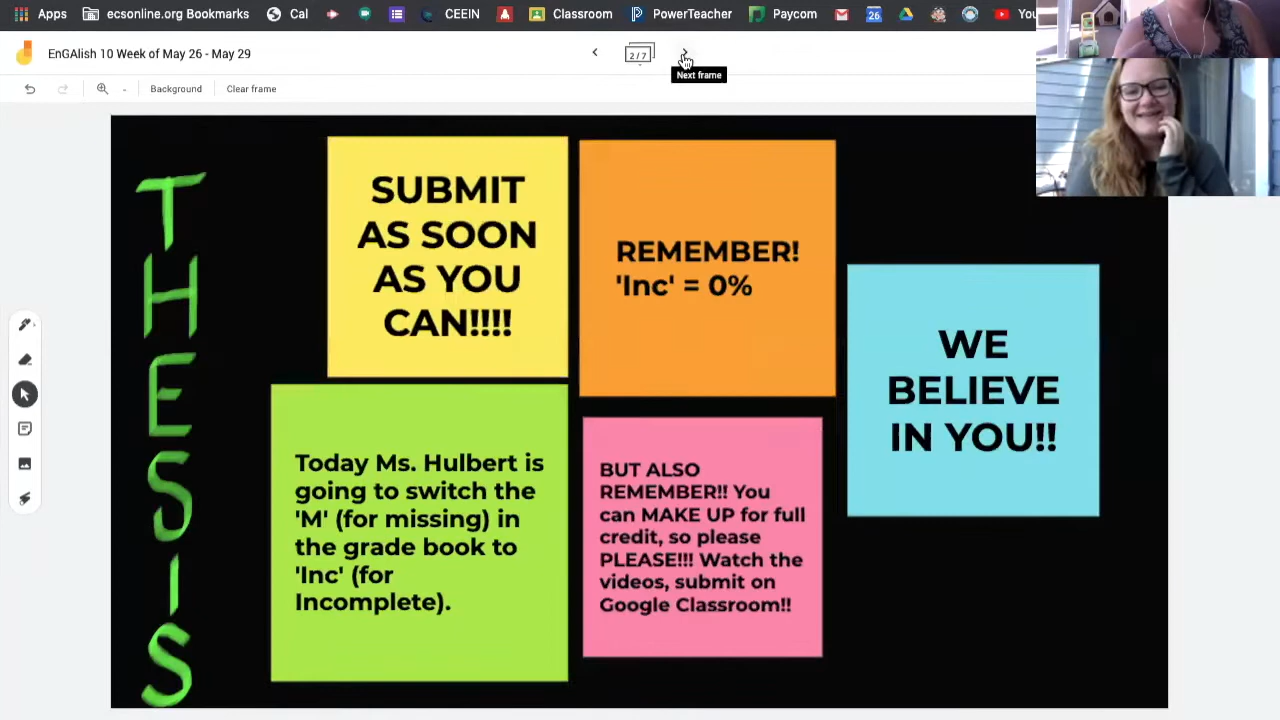 Apps
ecsonline.org Bookmarks
Cal
CEEIN
Classroom
PowerTeacher
Paycom
26
You
EnGAlish 10 Week of May 26 - May 29
2 / 7
Next frame
Background
Clear frame
THESIS
SUBMIT
AS SOON
AS YOU
CAN!!!!
REMEMBER!
'Inc' = 0%
WE
BELIEVE
IN YOU!!
Today Ms. Hulbert is
going to switch the
'M' (for missing) in
the grade book to
'Inc' (for
Incomplete).
BUT ALSO
REMEMBER!! You
can MAKE UP for full
credit, so please
PLEASE!!! Watch the
videos, submit on
Google Classroom!!